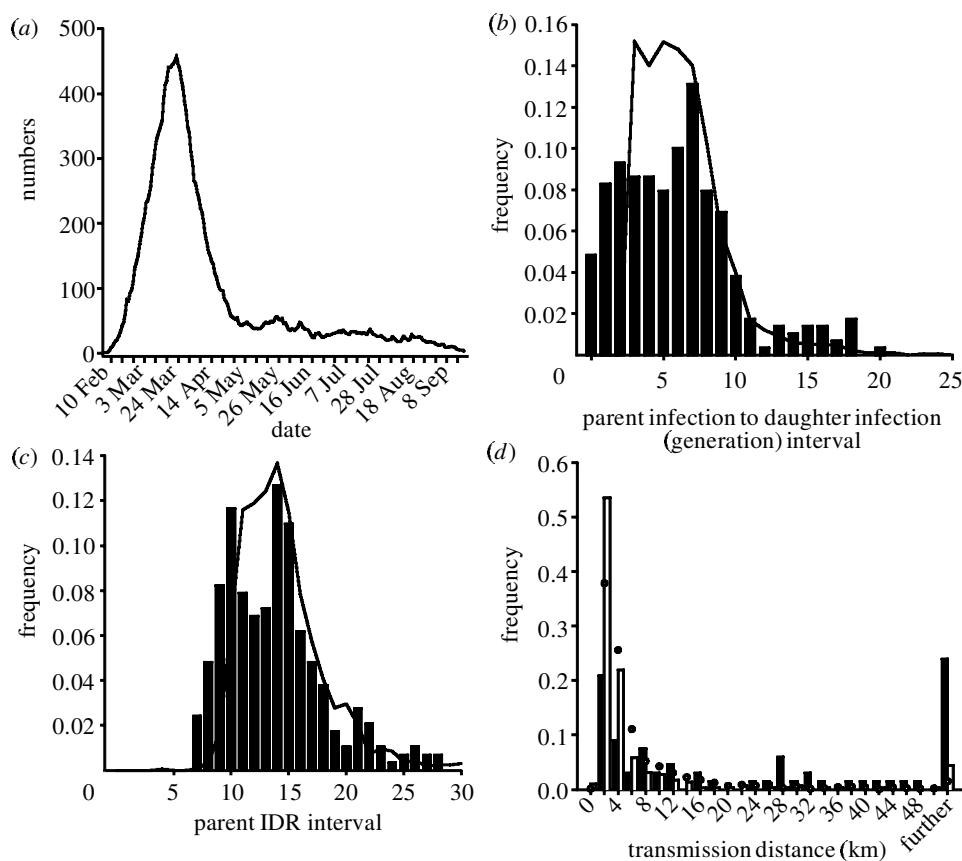 (a)
500
400
300
200
100
0
numbers
10 Feb
3 Mar
24 Mar
14 Apr
5 May
26 May
16 Jun
7 Jul
28 Jul
18 Aug
8 Sep
date
(b)
0.16
0.14
0.12
0.10
0.08
0.06
0.04
0.02
frequency
0
5
10
15
20
25
parent infection to daughter infection
(generation) interval
(c)
0.14
0.12
0.10
0.08
0.06
0.04
0.02
frequency
0
5
10
15
20
25
30
parent IDR interval
(d)
0.6
0.5
0.4
0.3
0.2
0.1
0.0
frequency
0
4
8
12
16
20
24
28
32
36
40
44
48
further
transmission distance (km)